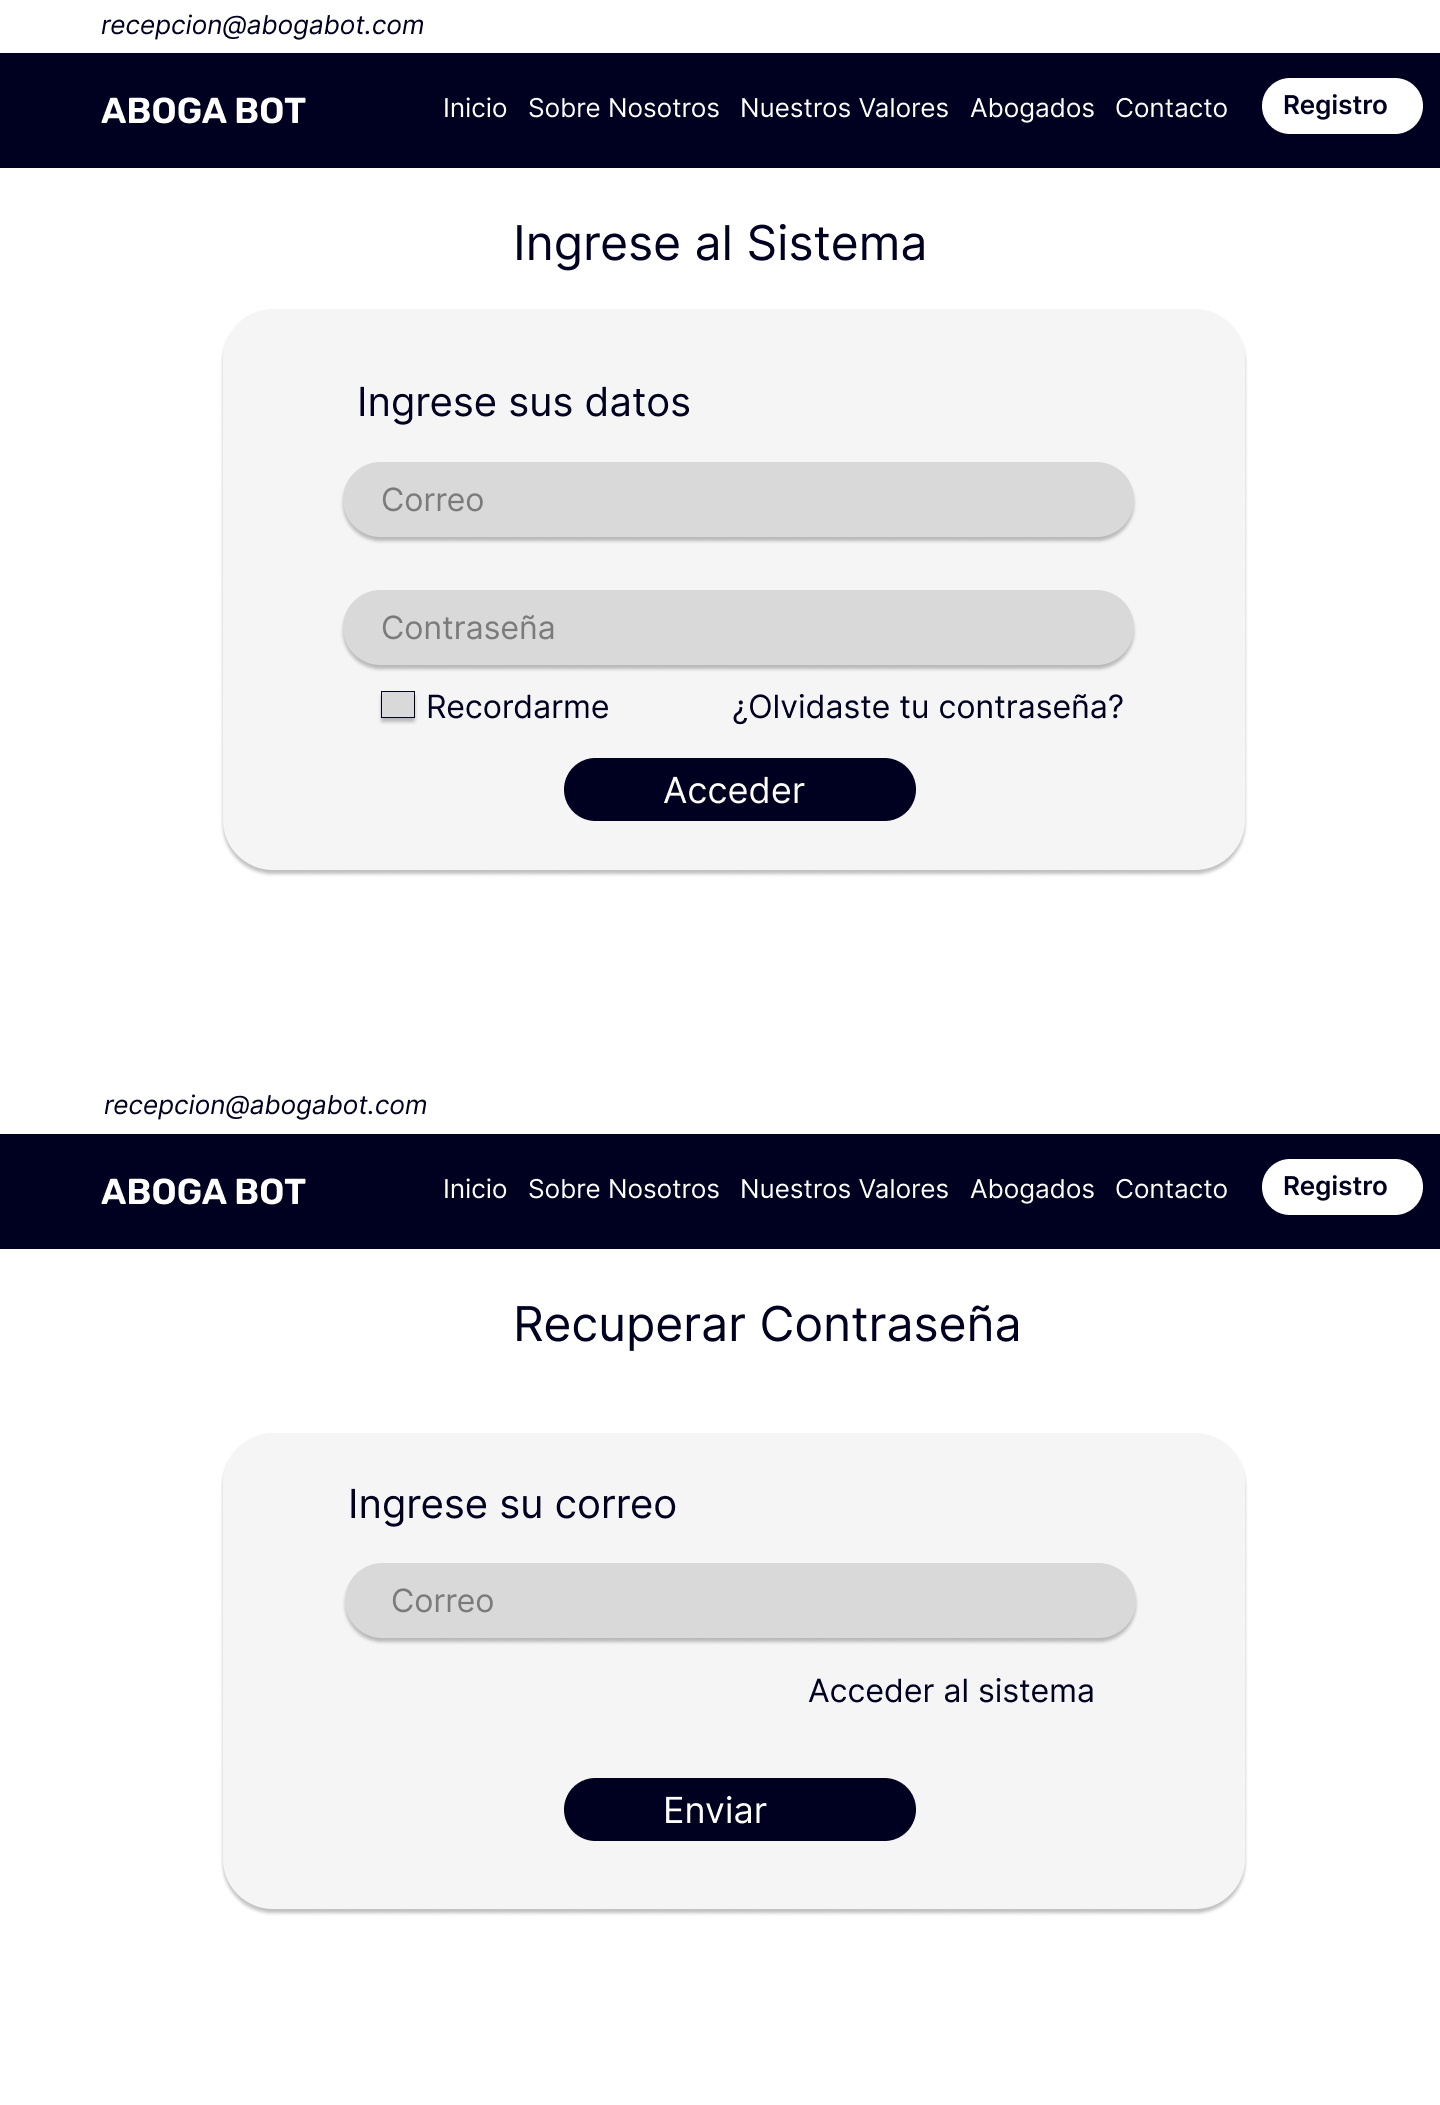 recepcion@abogabot.com
ABOGA BOT Inicio Sobre Nosotros Nuestros Valores Abogados Contacto Registro
Ingrese al Sistema
Ingrese sus datos
Correo
Contraseña
Recordarme ¿Olvidaste tu contraseña?
Acceder
recepcion@abogabot.com
ABOGA BOT Inicio Sobre Nosotros Nuestros Valores Abogados Contacto Registro
Recuperar Contraseña
Ingrese su correo
Correo
Acceder al sistema
Enviar